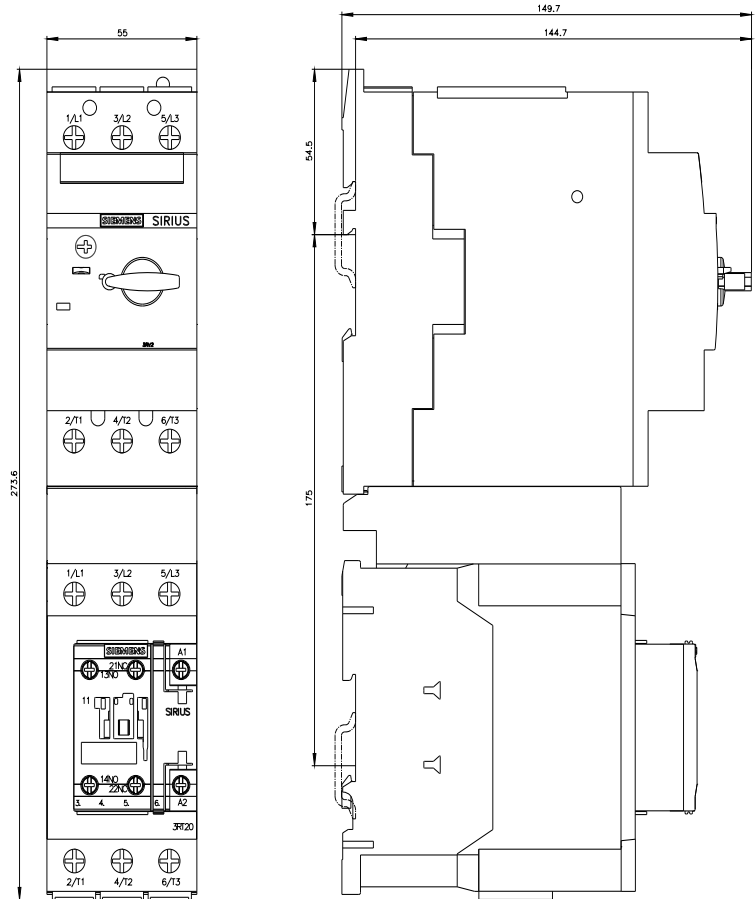 149.7
55
144.7
1/L1 3/L2 5/L3
54.5
SIEMENS SIRIUS
2/T1 4/T2 6/T3
273.6
175
1/L1 3/L2 5/L3
SIEMENS A1
21NC
13NO
11
SIRIUS
14NO
22NC
3. 4. 5. 6. A2
3RT20
2/T1 4/T2 6/T3